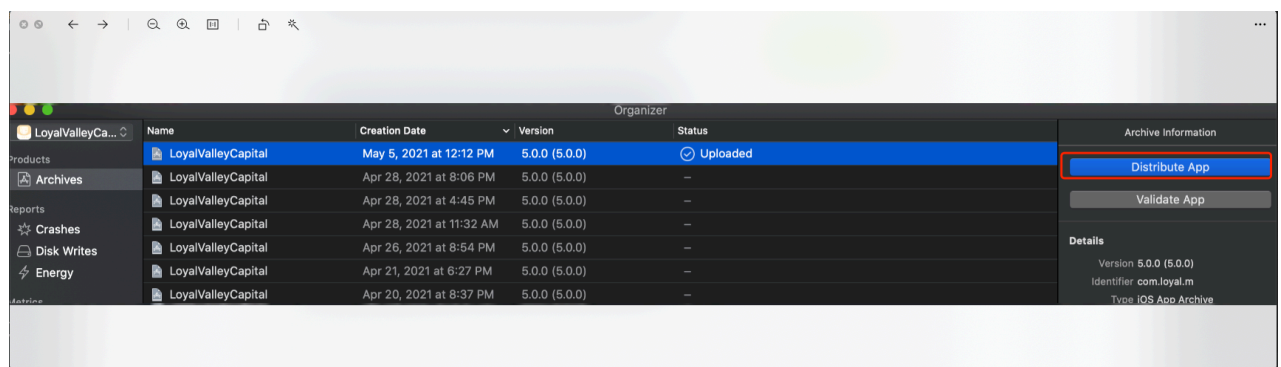 Organizer
LoyalValleyCa...
Name Creation Date Version Status
Archive Information
Products
LoyalValleyCapital May 5, 2021 at 12:12 PM 5.0.0 (5.0.0) Uploaded
Distribute App
Archives
LoyalValleyCapital Apr 28, 2021 at 8:06 PM 5.0.0 (5.0.0) –
LoyalValleyCapital Apr 28, 2021 at 4:45 PM 5.0.0 (5.0.0) –
Validate App
Reports
Crashes
LoyalValleyCapital Apr 28, 2021 at 11:32 AM 5.0.0 (5.0.0) –
Disk Writes
LoyalValleyCapital Apr 26, 2021 at 8:54 PM 5.0.0 (5.0.0) –
Details
Energy
LoyalValleyCapital Apr 21, 2021 at 6:27 PM 5.0.0 (5.0.0) –
Version 5.0.0 (5.0.0)
Identifier com.loyal.m
Metrics
LoyalValleyCapital Apr 20, 2021 at 8:37 PM 5.0.0 (5.0.0) –
Type iOS App Archive